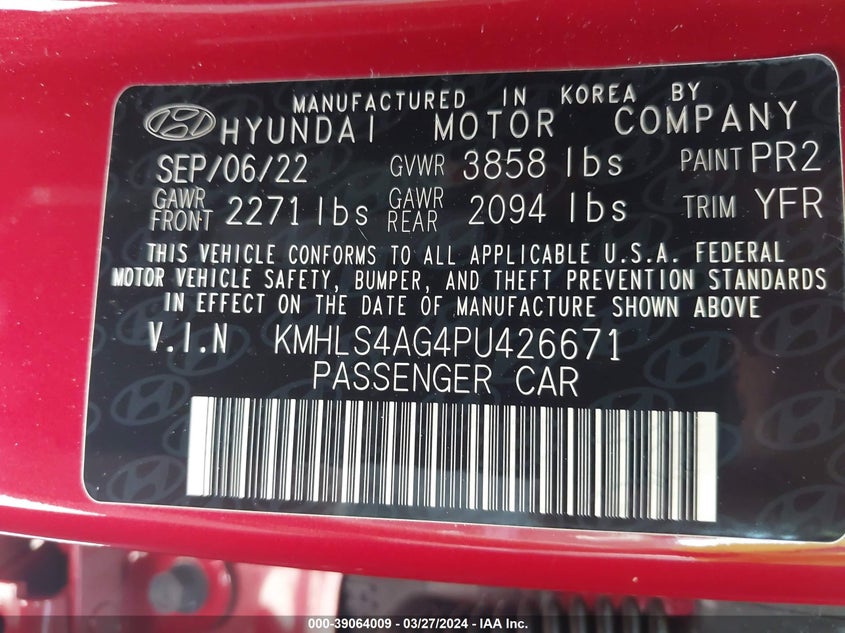 MANUFACTURED IN KOREA BY
HYUNDAI MOTOR COMPANY
SEP/06/22 GVWR 3858 lbs PAINT PR2
GAWR FRONT 2271 lbs GAWR REAR 2094 lbs TRIM YFR
THIS VEHICLE CONFORMS TO ALL APPLICABLE U.S.A. FEDERAL
MOTOR VEHICLE SAFETY, BUMPER, AND THEFT PREVENTION STANDARDS
IN EFFECT ON THE DATE OF MANUFACTURE SHOWN ABOVE
V.I.N KMHLS4AG4PU426671
PASSENGER CAR
000-39064009 - 03/27/2024 - IAA Inc.